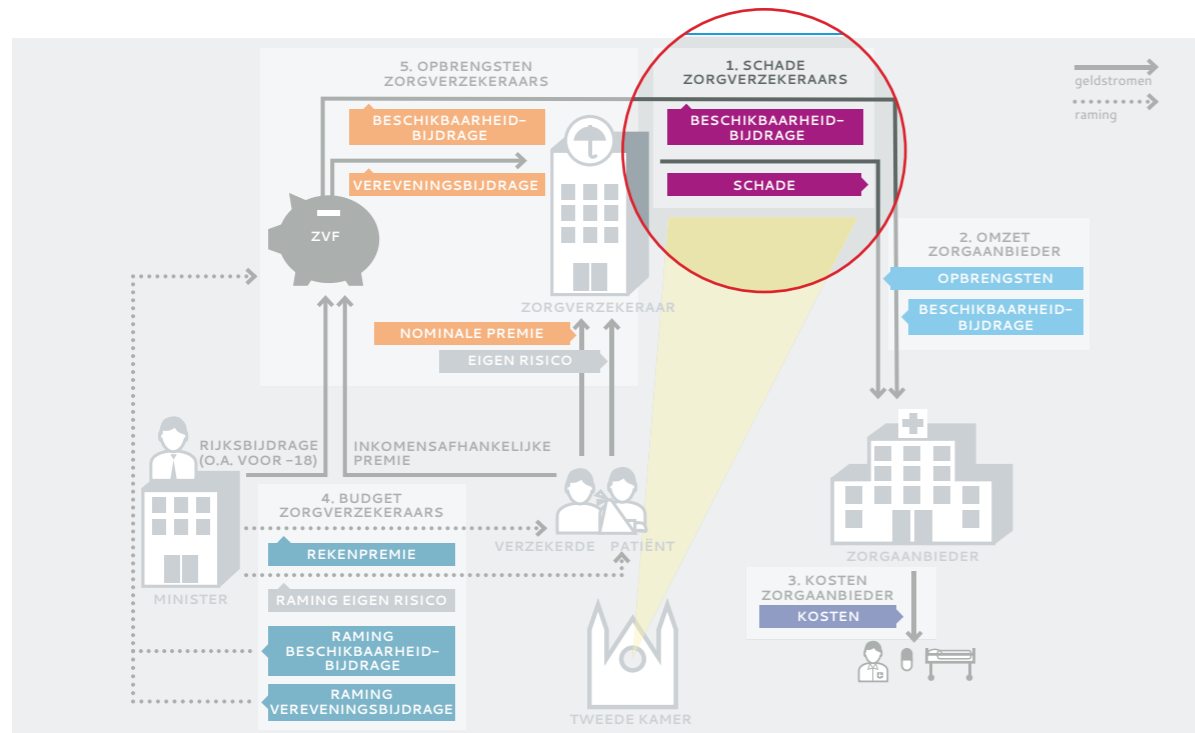 5. OPBRENGSTEN
ZORGVERZEKERAARS
BESCHIKBAARHEID-
BIJDRAGE
VEREVENINGSBIJDRAGE
ZVF
ZORGVERZEKERAAR
NOMINALE PREMIE
EIGEN RISICO
1. SCHADE
ZORGVERZEKERAARS
BESCHIKBAARHEID-
BIJDRAGE
SCHADE
geldstromen
raming
2. OMZET
ZORGAANBIEDER
OPBRENGSTEN
BESCHIKBAARHEID-
BIJDRAGE
RIJKSBIJDRAGE
(O.A. VOOR -18)
INKOMENSAFHANKELIJKE
PREMIE
4. BUDGET
ZORGVERZEKERAARS
REKENPREMIE
RAMING EIGEN RISICO
RAMING
BESCHIKBAARHEID-
BIJDRAGE
RAMING
VEREVENINGSBIJDRAGE
MINISTER
VERZEKERDE
PATIËNT
TWEEDE KAMER
ZORGAANBIEDER
3. KOSTEN
ZORGAANBIEDER
KOSTEN